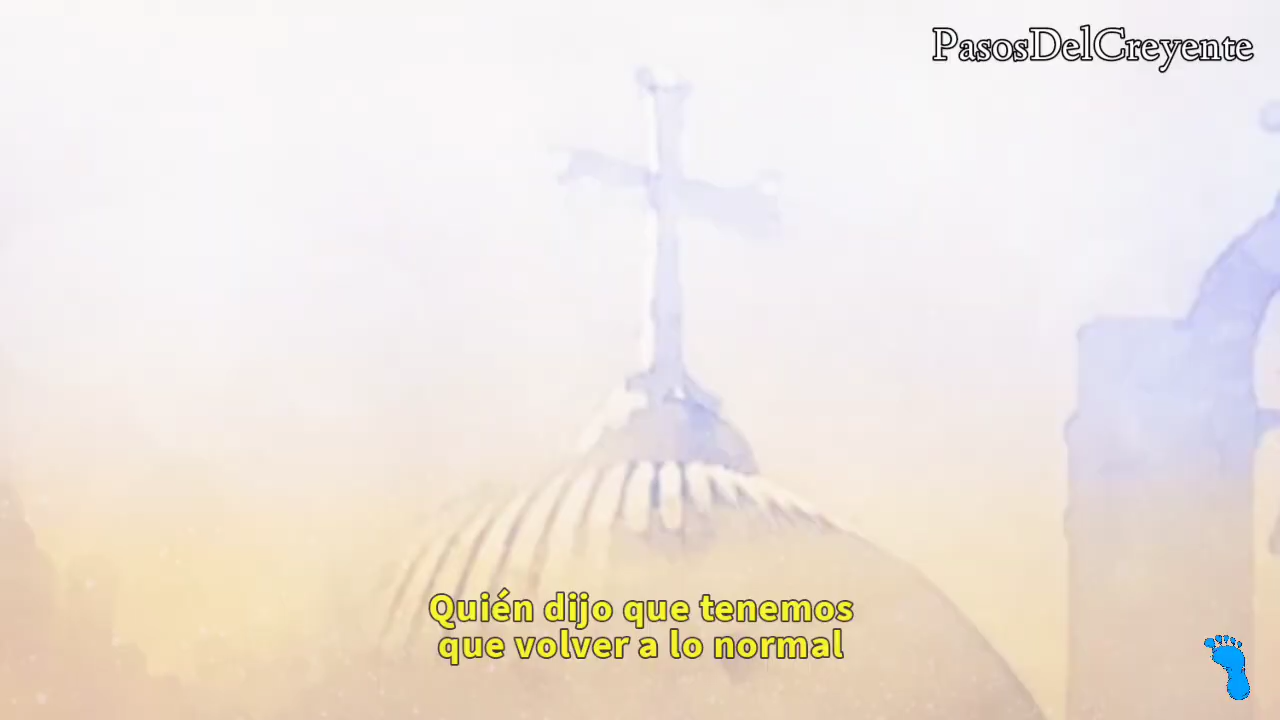 PasosDelCreyente
Quién dijo que tenemos
que volver a lo normal